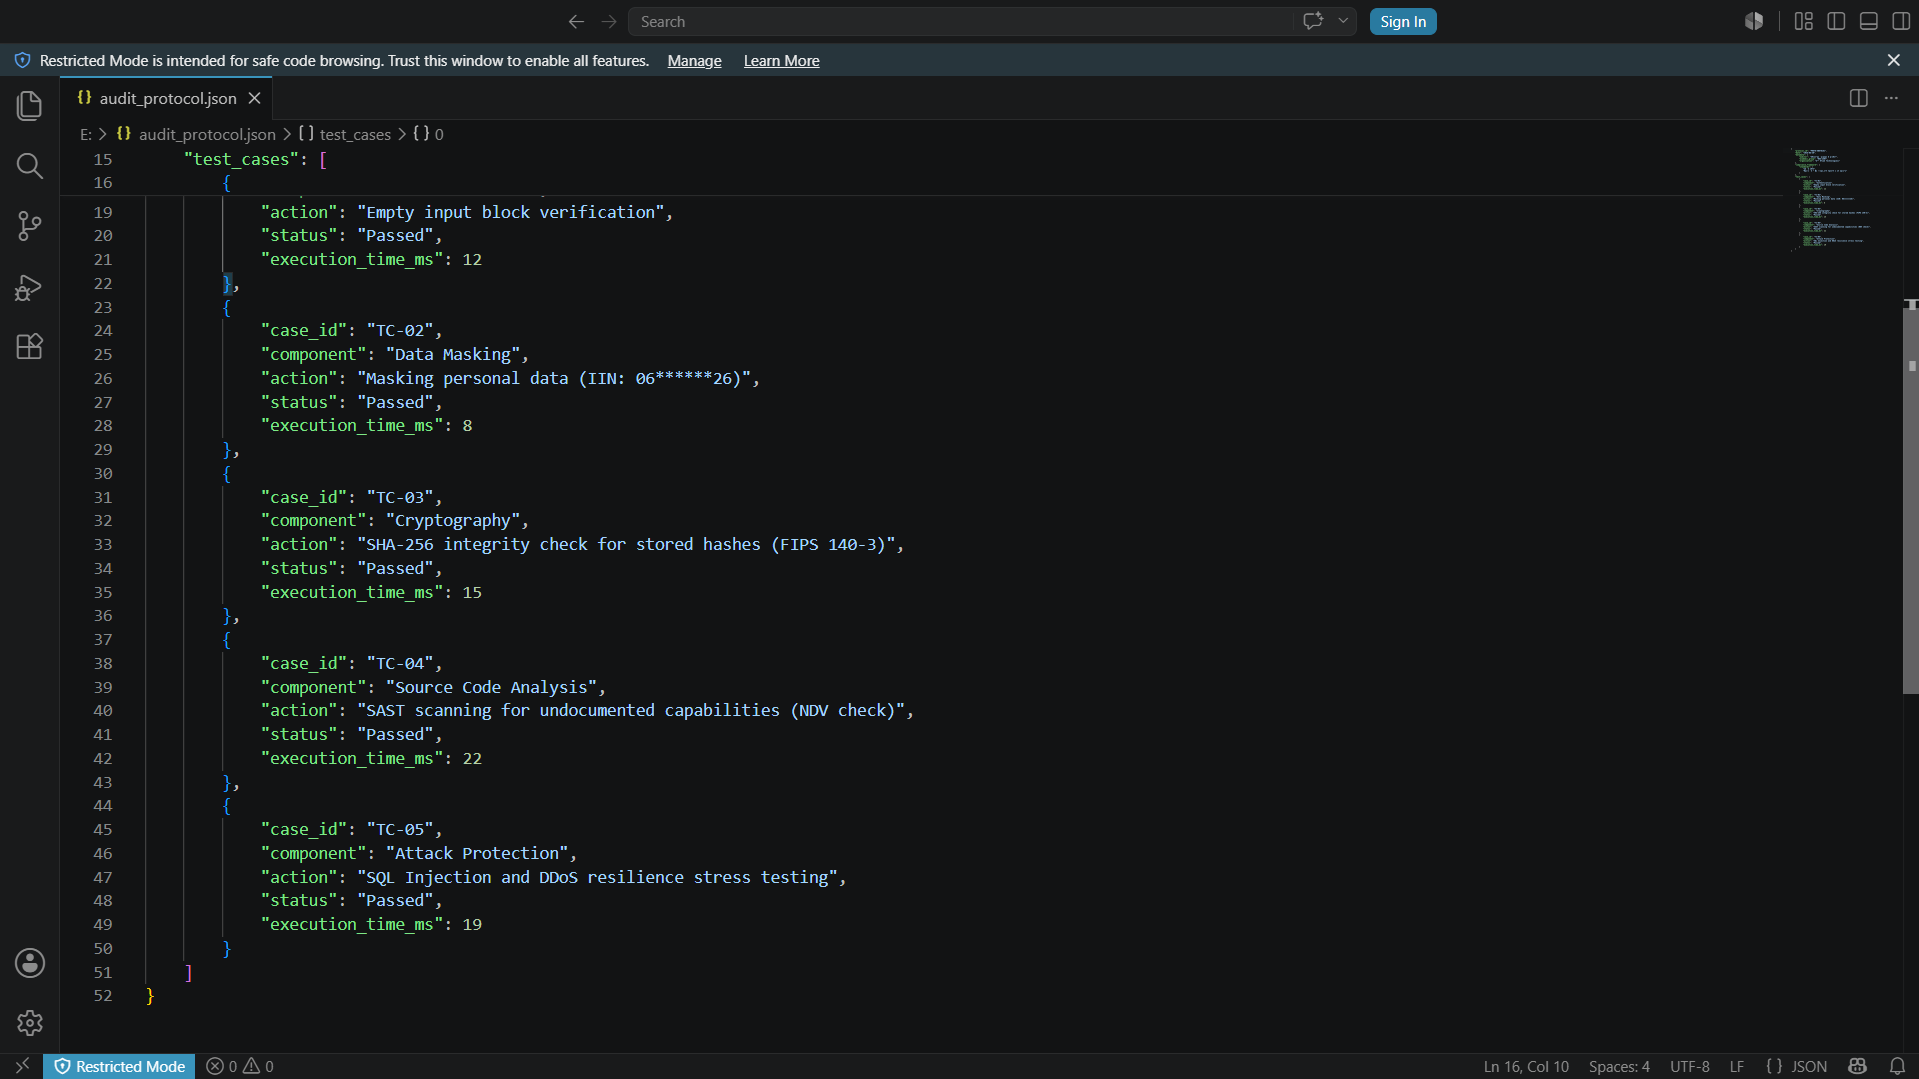 Search
Sign In
Restricted Mode is intended for safe code browsing. Trust this window to enable all features. Manage Learn More
{} audit_protocol.json
E: > {} audit_protocol.json > [ ] test_cases > {} 0
15 "test_cases": [
16 {
19 "action": "Empty input block verification",
20 "status": "Passed",
21 "execution_time_ms": 12
22 },
23 {
24 "case_id": "TC-02",
25 "component": "Data Masking",
26 "action": "Masking personal data (IIN: 06******26)",
27 "status": "Passed",
28 "execution_time_ms": 8
29 },
30 {
31 "case_id": "TC-03",
32 "component": "Cryptography",
33 "action": "SHA-256 integrity check for stored hashes (FIPS 140-3)",
34 "status": "Passed",
35 "execution_time_ms": 15
36 },
37 {
38 "case_id": "TC-04",
39 "component": "Source Code Analysis",
40 "action": "SAST scanning for undocumented capabilities (NDV check)",
41 "status": "Passed",
42 "execution_time_ms": 22
43 },
44 {
45 "case_id": "TC-05",
46 "component": "Attack Protection",
47 "action": "SQL Injection and DDoS resilience stress testing",
48 "status": "Passed",
49 "execution_time_ms": 19
50 }
51 ]
52 }
Restricted Mode 0 0 Ln 16, Col 10 Spaces: 4 UTF-8 LF {} JSON